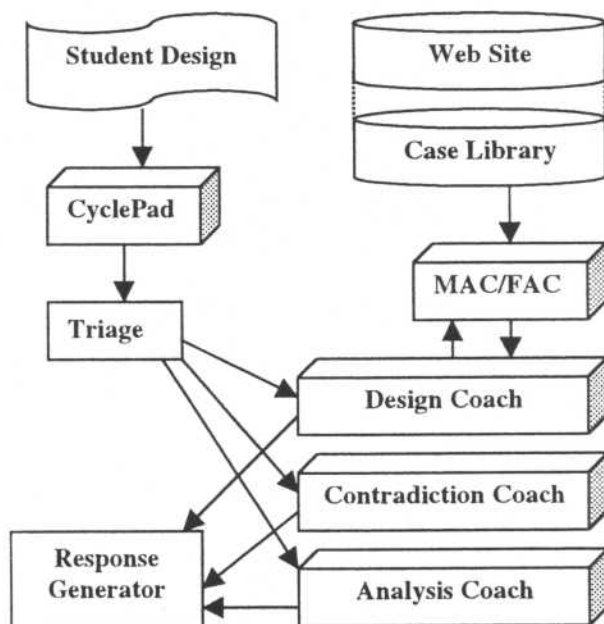 Student Design
Web Site
Case Library
CyclePad
MAC/FAC
Triage
Design Coach
Contradiction Coach
Response
Generator
Analysis Coach